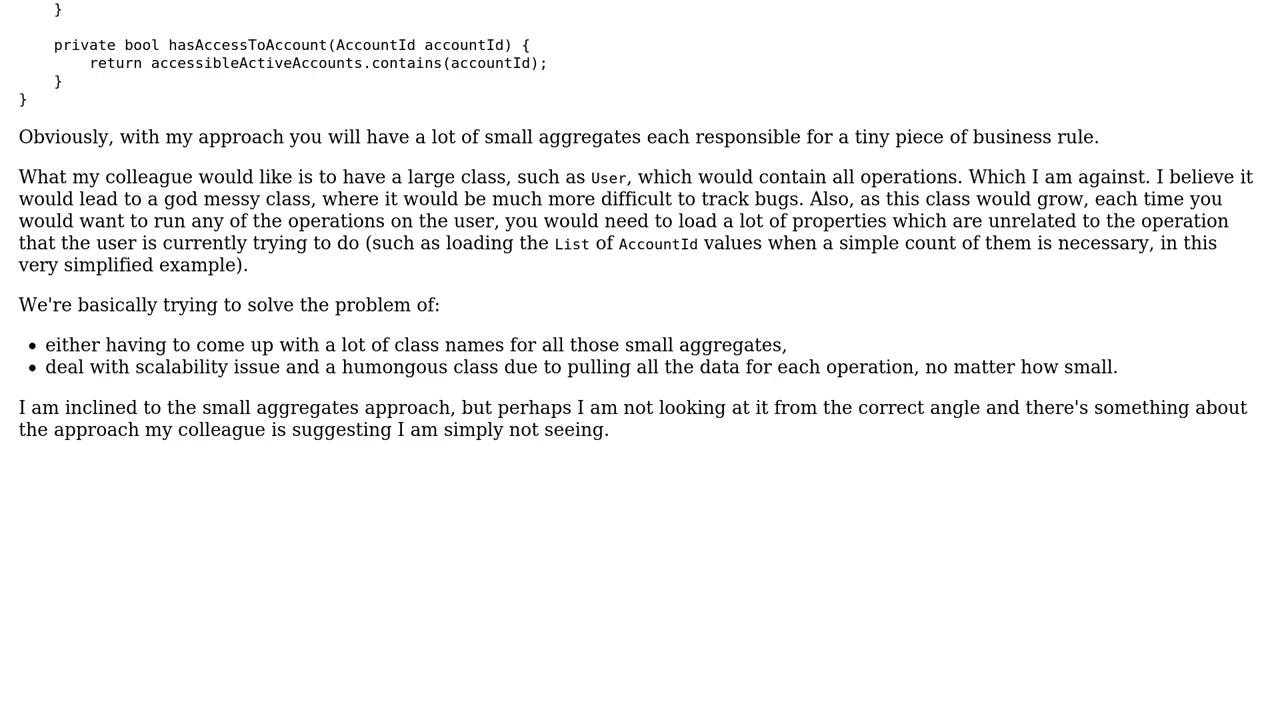 }

    private bool hasAccessToAccount(AccountId accountId) {
        return accessibleActiveAccounts.contains(accountId);
    }
}
Obviously, with my approach you will have a lot of small aggregates each responsible for a tiny piece of business rule.
What my colleague would like is to have a large class, such as User, which would contain all operations. Which I am against. I believe it
would lead to a god messy class, where it would be much more difficult to track bugs. Also, as this class would grow, each time you
would want to run any of the operations on the user, you would need to load a lot of properties which are unrelated to the operation
that the user is currently trying to do (such as loading the List of AccountId values when a simple count of them is necessary, in this
very simplified example).
We're basically trying to solve the problem of:
• either having to come up with a lot of class names for all those small aggregates,
• deal with scalability issue and a humongous class due to pulling all the data for each operation, no matter how small.
I am inclined to the small aggregates approach, but perhaps I am not looking at it from the correct angle and there's something about
the approach my colleague is suggesting I am simply not seeing.